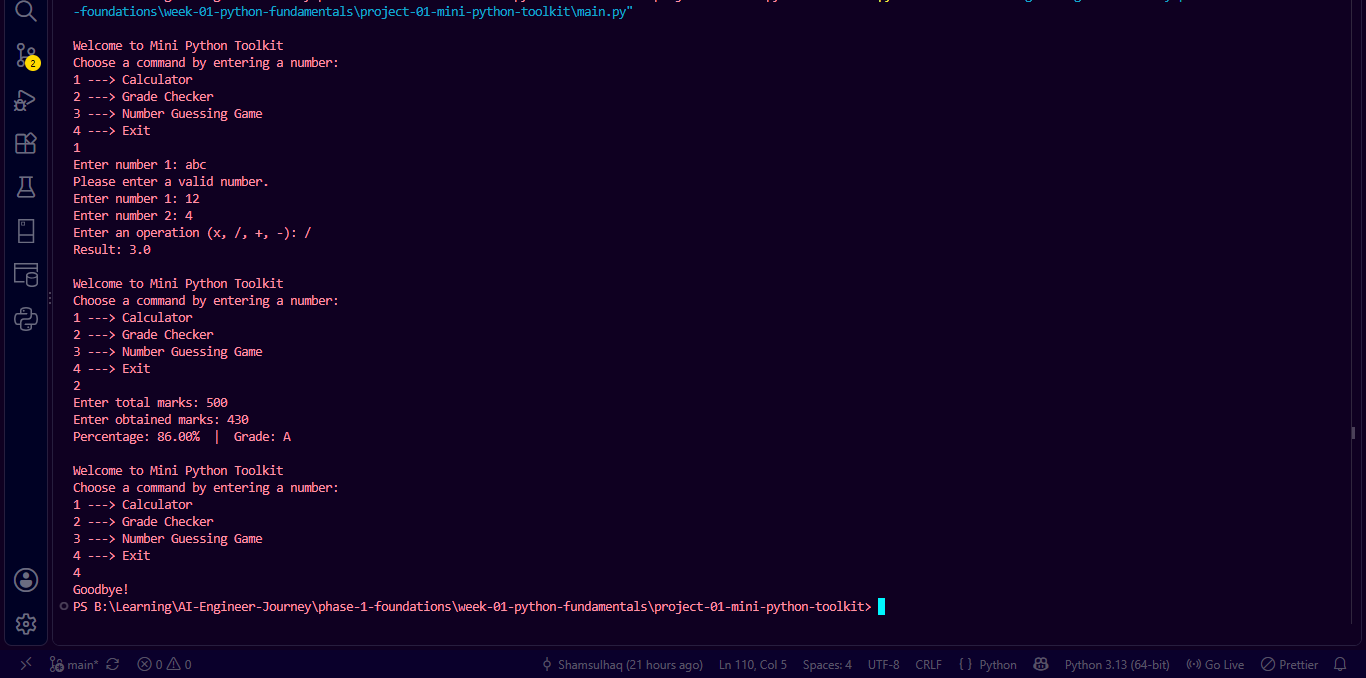 -foundations\week-01-python-fundamentals\project-01-mini-python-toolkit\main.py"
Welcome to Mini Python Toolkit
Choose a command by entering a number:
1 ---> Calculator
2 ---> Grade Checker
3 ---> Number Guessing Game
4 ---> Exit
1
Enter number 1: abc
Please enter a valid number.
Enter number 1: 12
Enter number 2: 4
Enter an operation (x, /, +, -): /
Result: 3.0
Welcome to Mini Python Toolkit
Choose a command by entering a number:
1 ---> Calculator
2 ---> Grade Checker
3 ---> Number Guessing Game
4 ---> Exit
2
Enter total marks: 500
Enter obtained marks: 430
Percentage: 86.00%  |  Grade: A
Welcome to Mini Python Toolkit
Choose a command by entering a number:
1 ---> Calculator
2 ---> Grade Checker
3 ---> Number Guessing Game
4 ---> Exit
4
Goodbye!
PS B:\Learning\AI-Engineer-Journey\phase-1-foundations\week-01-python-fundamentals\project-01-mini-python-toolkit>
2
main* 0 0 Shamsulhaq (21 hours ago) Ln 110, Col 5 Spaces: 4 UTF-8 CRLF {} Python Python 3.13 (64-bit) Go Live Prettier